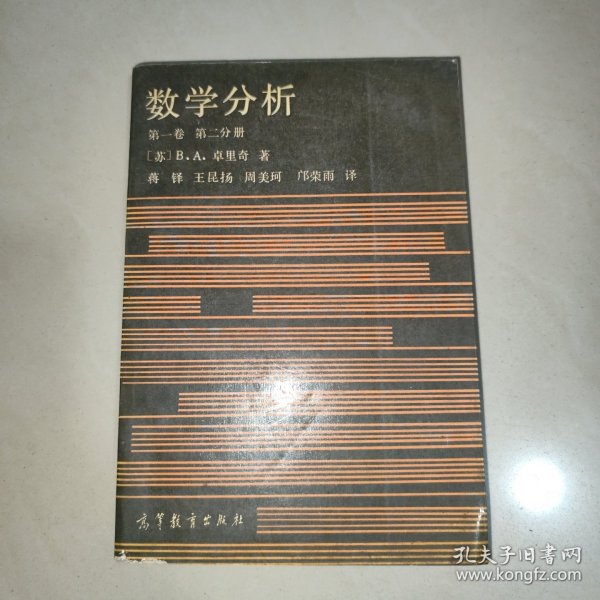 数学分析
第一卷 第二分册
[苏] B.A. 卓里奇 著
蒋 铎 王昆扬 周美珂 邝荣雨 译
高等教育出版社
孔夫子旧书网
www.kongfz.com